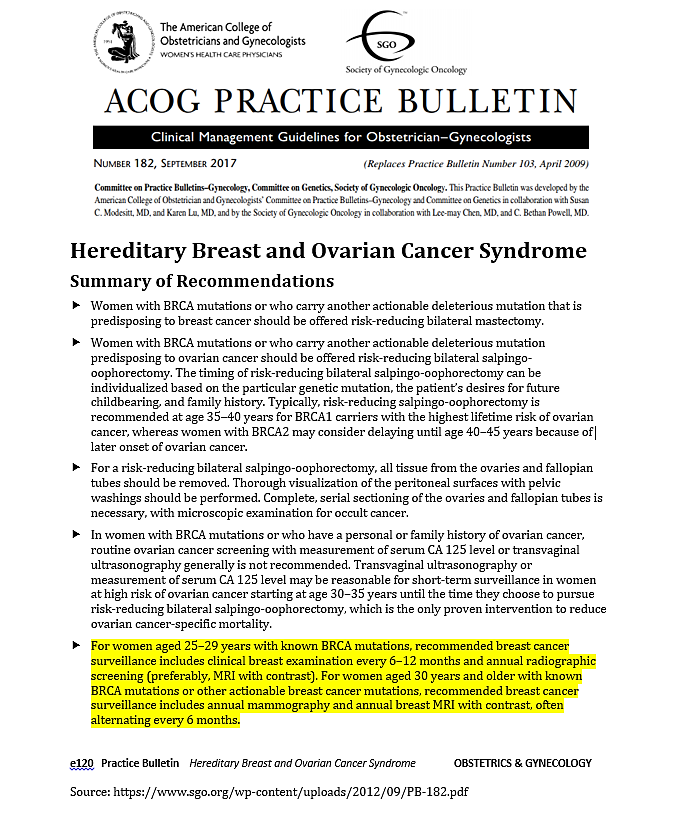 The American College of
Obstetricians and Gynecologists
WOMEN'S HEALTH CARE PHYSICIANS
SGO
Society of Gynecologic Oncology
ACOG PRACTICE BULLETIN
Clinical Management Guidelines for Obstetrician–Gynecologists
NUMBER 182, SEPTEMBER 2017 (Replaces Practice Bulletin Number 103, April 2009)
Committee on Practice Bulletins–Gynecology, Committee on Genetics, Society of Gynecologic Oncology. This Practice Bulletin was developed by the
American College of Obstetricians and Gynecologists' Committee on Practice Bulletins–Gynecology and Committee on Genetics in collaboration with Susan
C. Modesitt, MD, and Karen Lu, MD, and by the Society of Gynecologic Oncology in collaboration with Lee-may Chen, MD, and C. Bethan Powell, MD.
Hereditary Breast and Ovarian Cancer Syndrome
Summary of Recommendations
Women with BRCA mutations or who carry another actionable deleterious mutation that is
predisposing to breast cancer should be offered risk-reducing bilateral mastectomy.
Women with BRCA mutations or who carry another actionable deleterious mutation
predisposing to ovarian cancer should be offered risk-reducing bilateral salpingo-
oophorectomy. The timing of risk-reducing bilateral salpingo-oophorectomy can be
individualized based on the particular genetic mutation, the patient's desires for future
childbearing, and family history. Typically, risk-reducing salpingo-oophorectomy is
recommended at age 35–40 years for BRCA1 carriers with the highest lifetime risk of ovarian
cancer, whereas women with BRCA2 may consider delaying until age 40–45 years because of
later onset of ovarian cancer.
For a risk-reducing bilateral salpingo-oophorectomy, all tissue from the ovaries and fallopian
tubes should be removed. Thorough visualization of the peritoneal surfaces with pelvic
washings should be performed. Complete, serial sectioning of the ovaries and fallopian tubes is
necessary, with microscopic examination for occult cancer.
In women with BRCA mutations or who have a personal or family history of ovarian cancer,
routine ovarian cancer screening with measurement of serum CA 125 level or transvaginal
ultrasonography generally is not recommended. Transvaginal ultrasonography or
measurement of serum CA 125 level may be reasonable for short-term surveillance in women
at high risk of ovarian cancer starting at age 30–35 years until the time they choose to pursue
risk-reducing bilateral salpingo-oophorectomy, which is the only proven intervention to reduce
ovarian cancer-specific mortality.
For women aged 25–29 years with known BRCA mutations, recommended breast cancer
surveillance includes clinical breast examination every 6–12 months and annual radiographic
screening (preferably, MRI with contrast). For women aged 30 years and older with known
BRCA mutations or other actionable breast cancer mutations, recommended breast cancer
surveillance includes annual mammography and annual breast MRI with contrast, often
alternating every 6 months.
e120 Practice Bulletin Hereditary Breast and Ovarian Cancer Syndrome OBSTETRICS & GYNECOLOGY
Source: https://www.sgo.org/wp-content/uploads/2012/09/PB-182.pdf